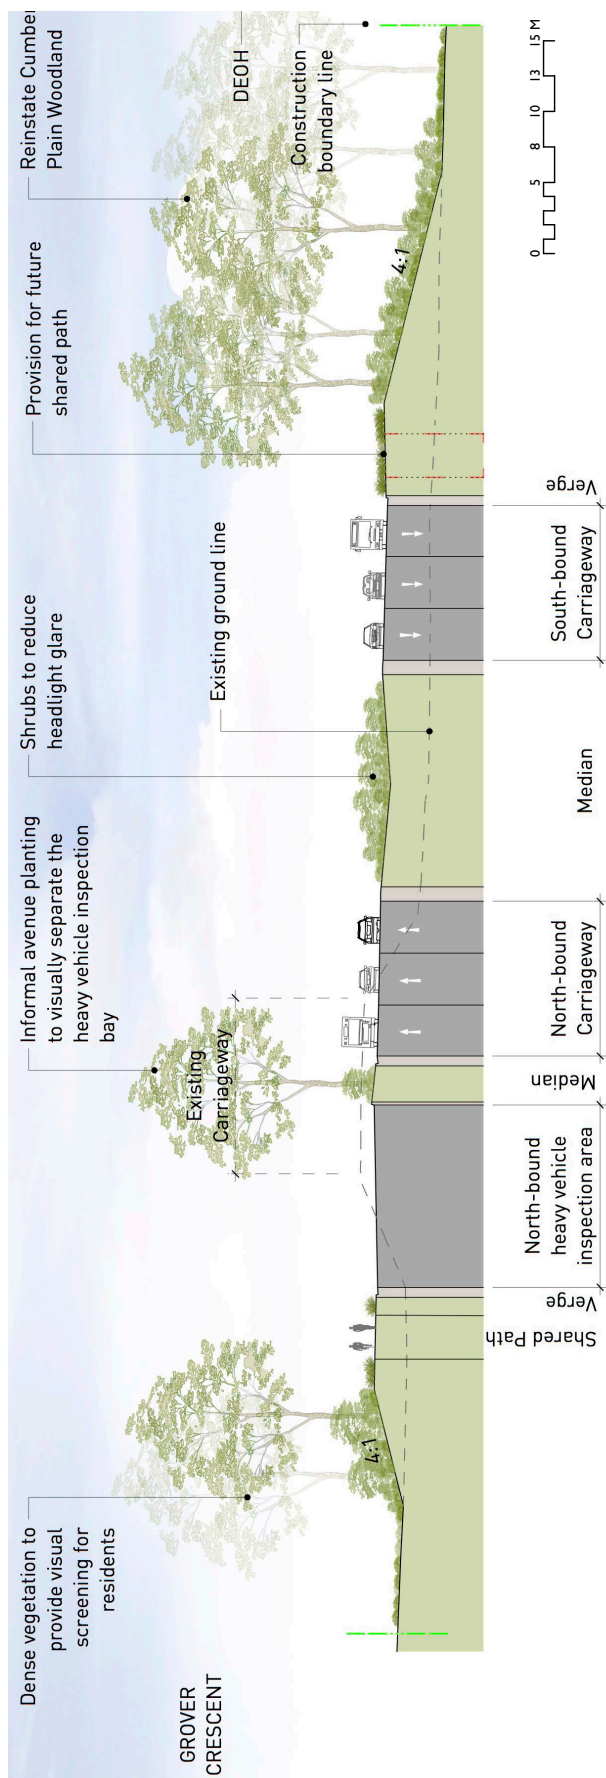 GROVER
CRESCENT
Dense vegetation to
provide visual
screening for
residents
Informal avenue planting
to visually separate the
heavy vehicle inspection
bay
Shrubs to reduce
headlight glare
Provision for future
shared path
Reinstate Cumber
Plain Woodland
Existing
Carriageway
Existing ground line
DEOH
Construction
boundary line
4:1
4:1
Shared Path
Verge
North-bound
heavy vehicle
inspection area
Median
North-bound
Carriageway
Median
South-bound
Carriageway
Verge
0 5 8 10 13 15 M